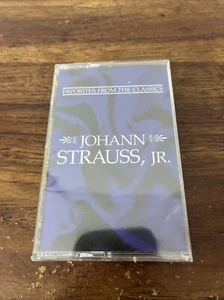 FAVORITES FROM THE CLASSICS
JOHANN
STRAUSS, JR.